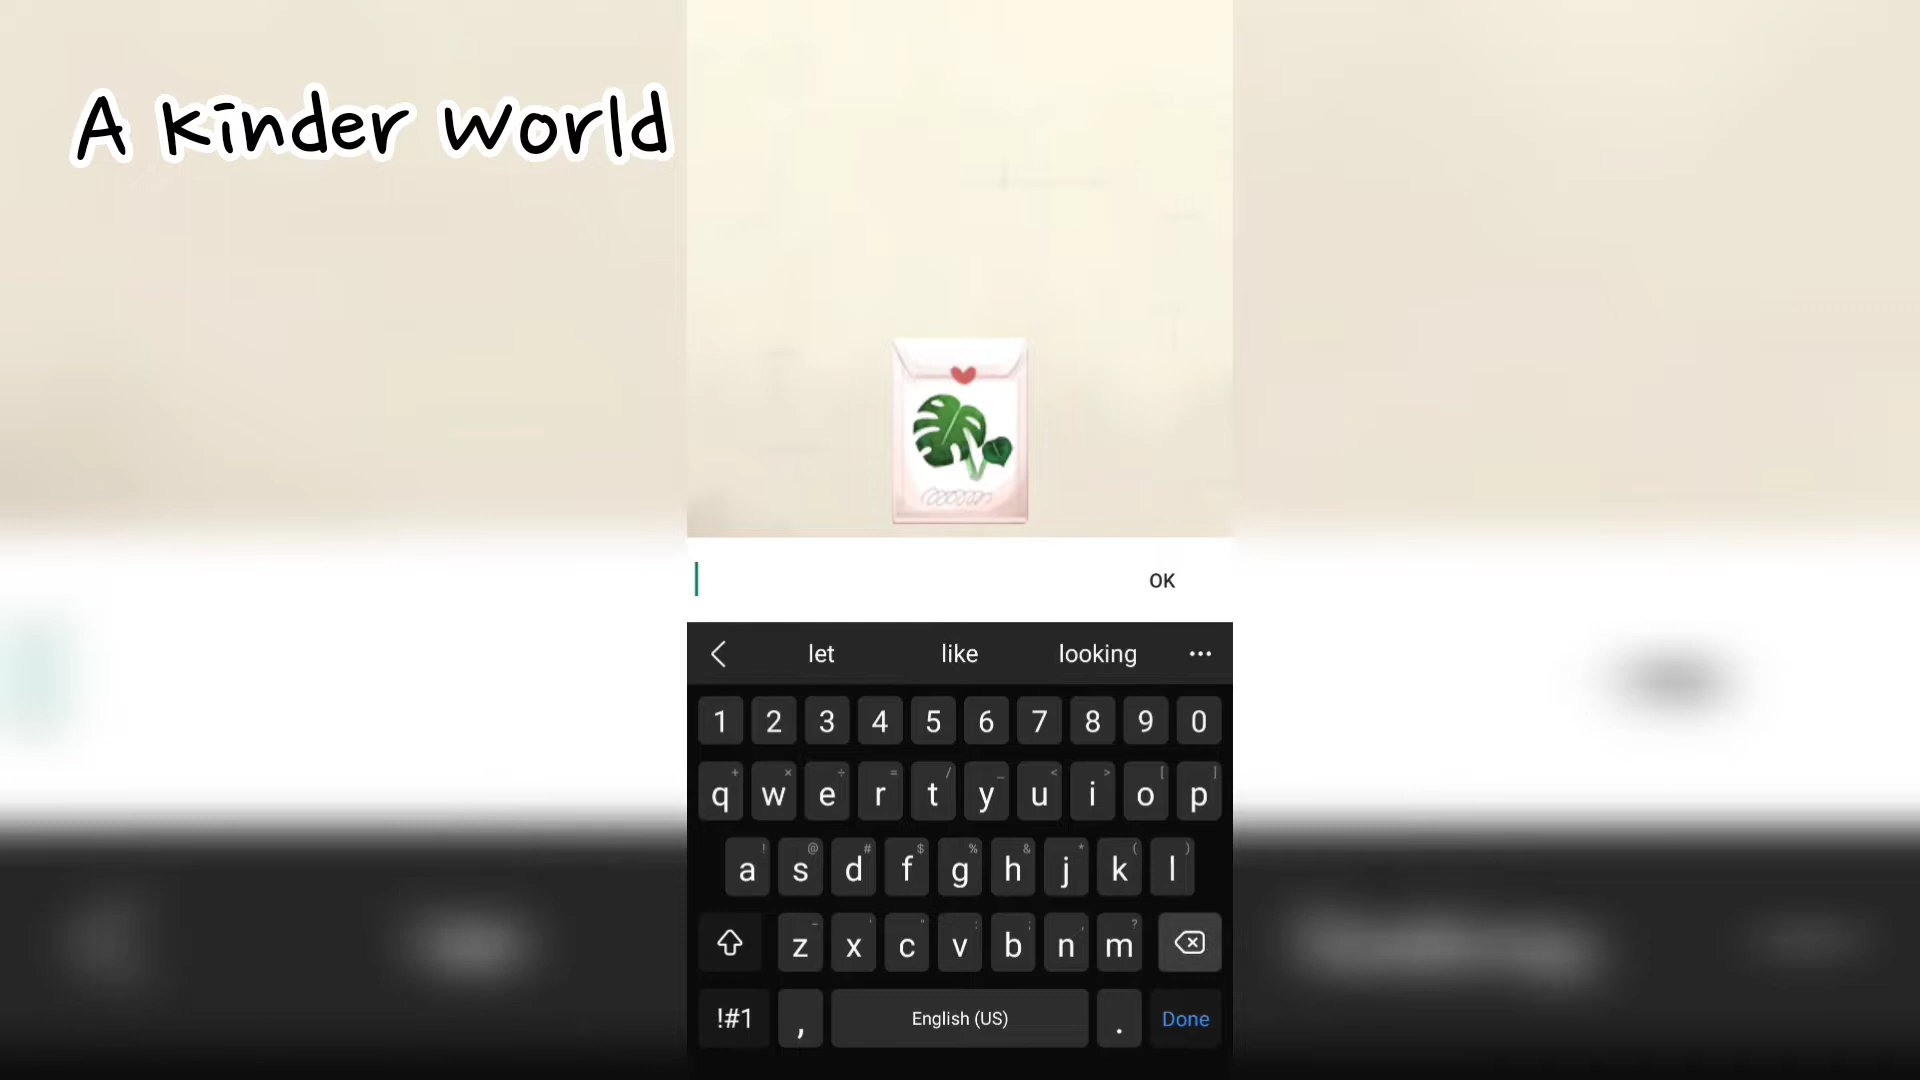 A Kinder World
OK
let like looking ...
1 2 3 4 5 6 7 8 9 0
+ × ÷ = / _ < > [ ]
q w e r t y u i o p
! @ # $ % & * ( )
a s d f g h j k l
- ' " : ; , ?
z x c v b n m
!#1 , English (US) . Done